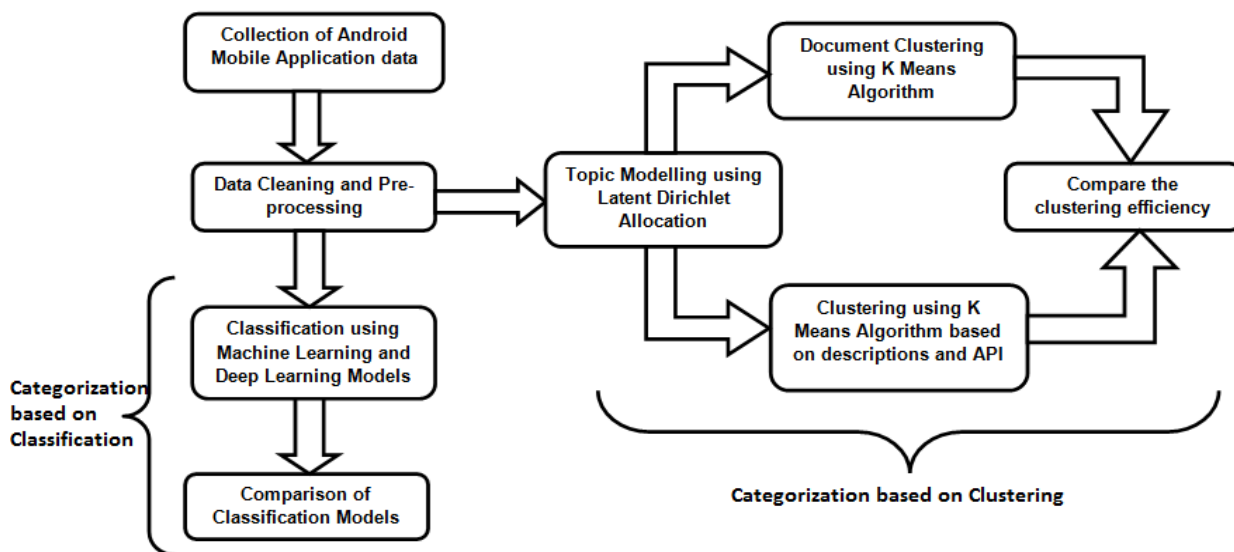 Collection of Android
Mobile Application data
Data Cleaning and Pre-
processing
Classification using
Machine Learning and
Deep Learning Models
Comparison of
Classification Models
Categorization
based on
Classification
Topic Modelling using
Latent Dirichlet
Allocation
Document Clustering
using K Means
Algorithm
Clustering using K
Means Algorithm based
on descriptions and API
Compare the
clustering efficiency
Categorization based on Clustering